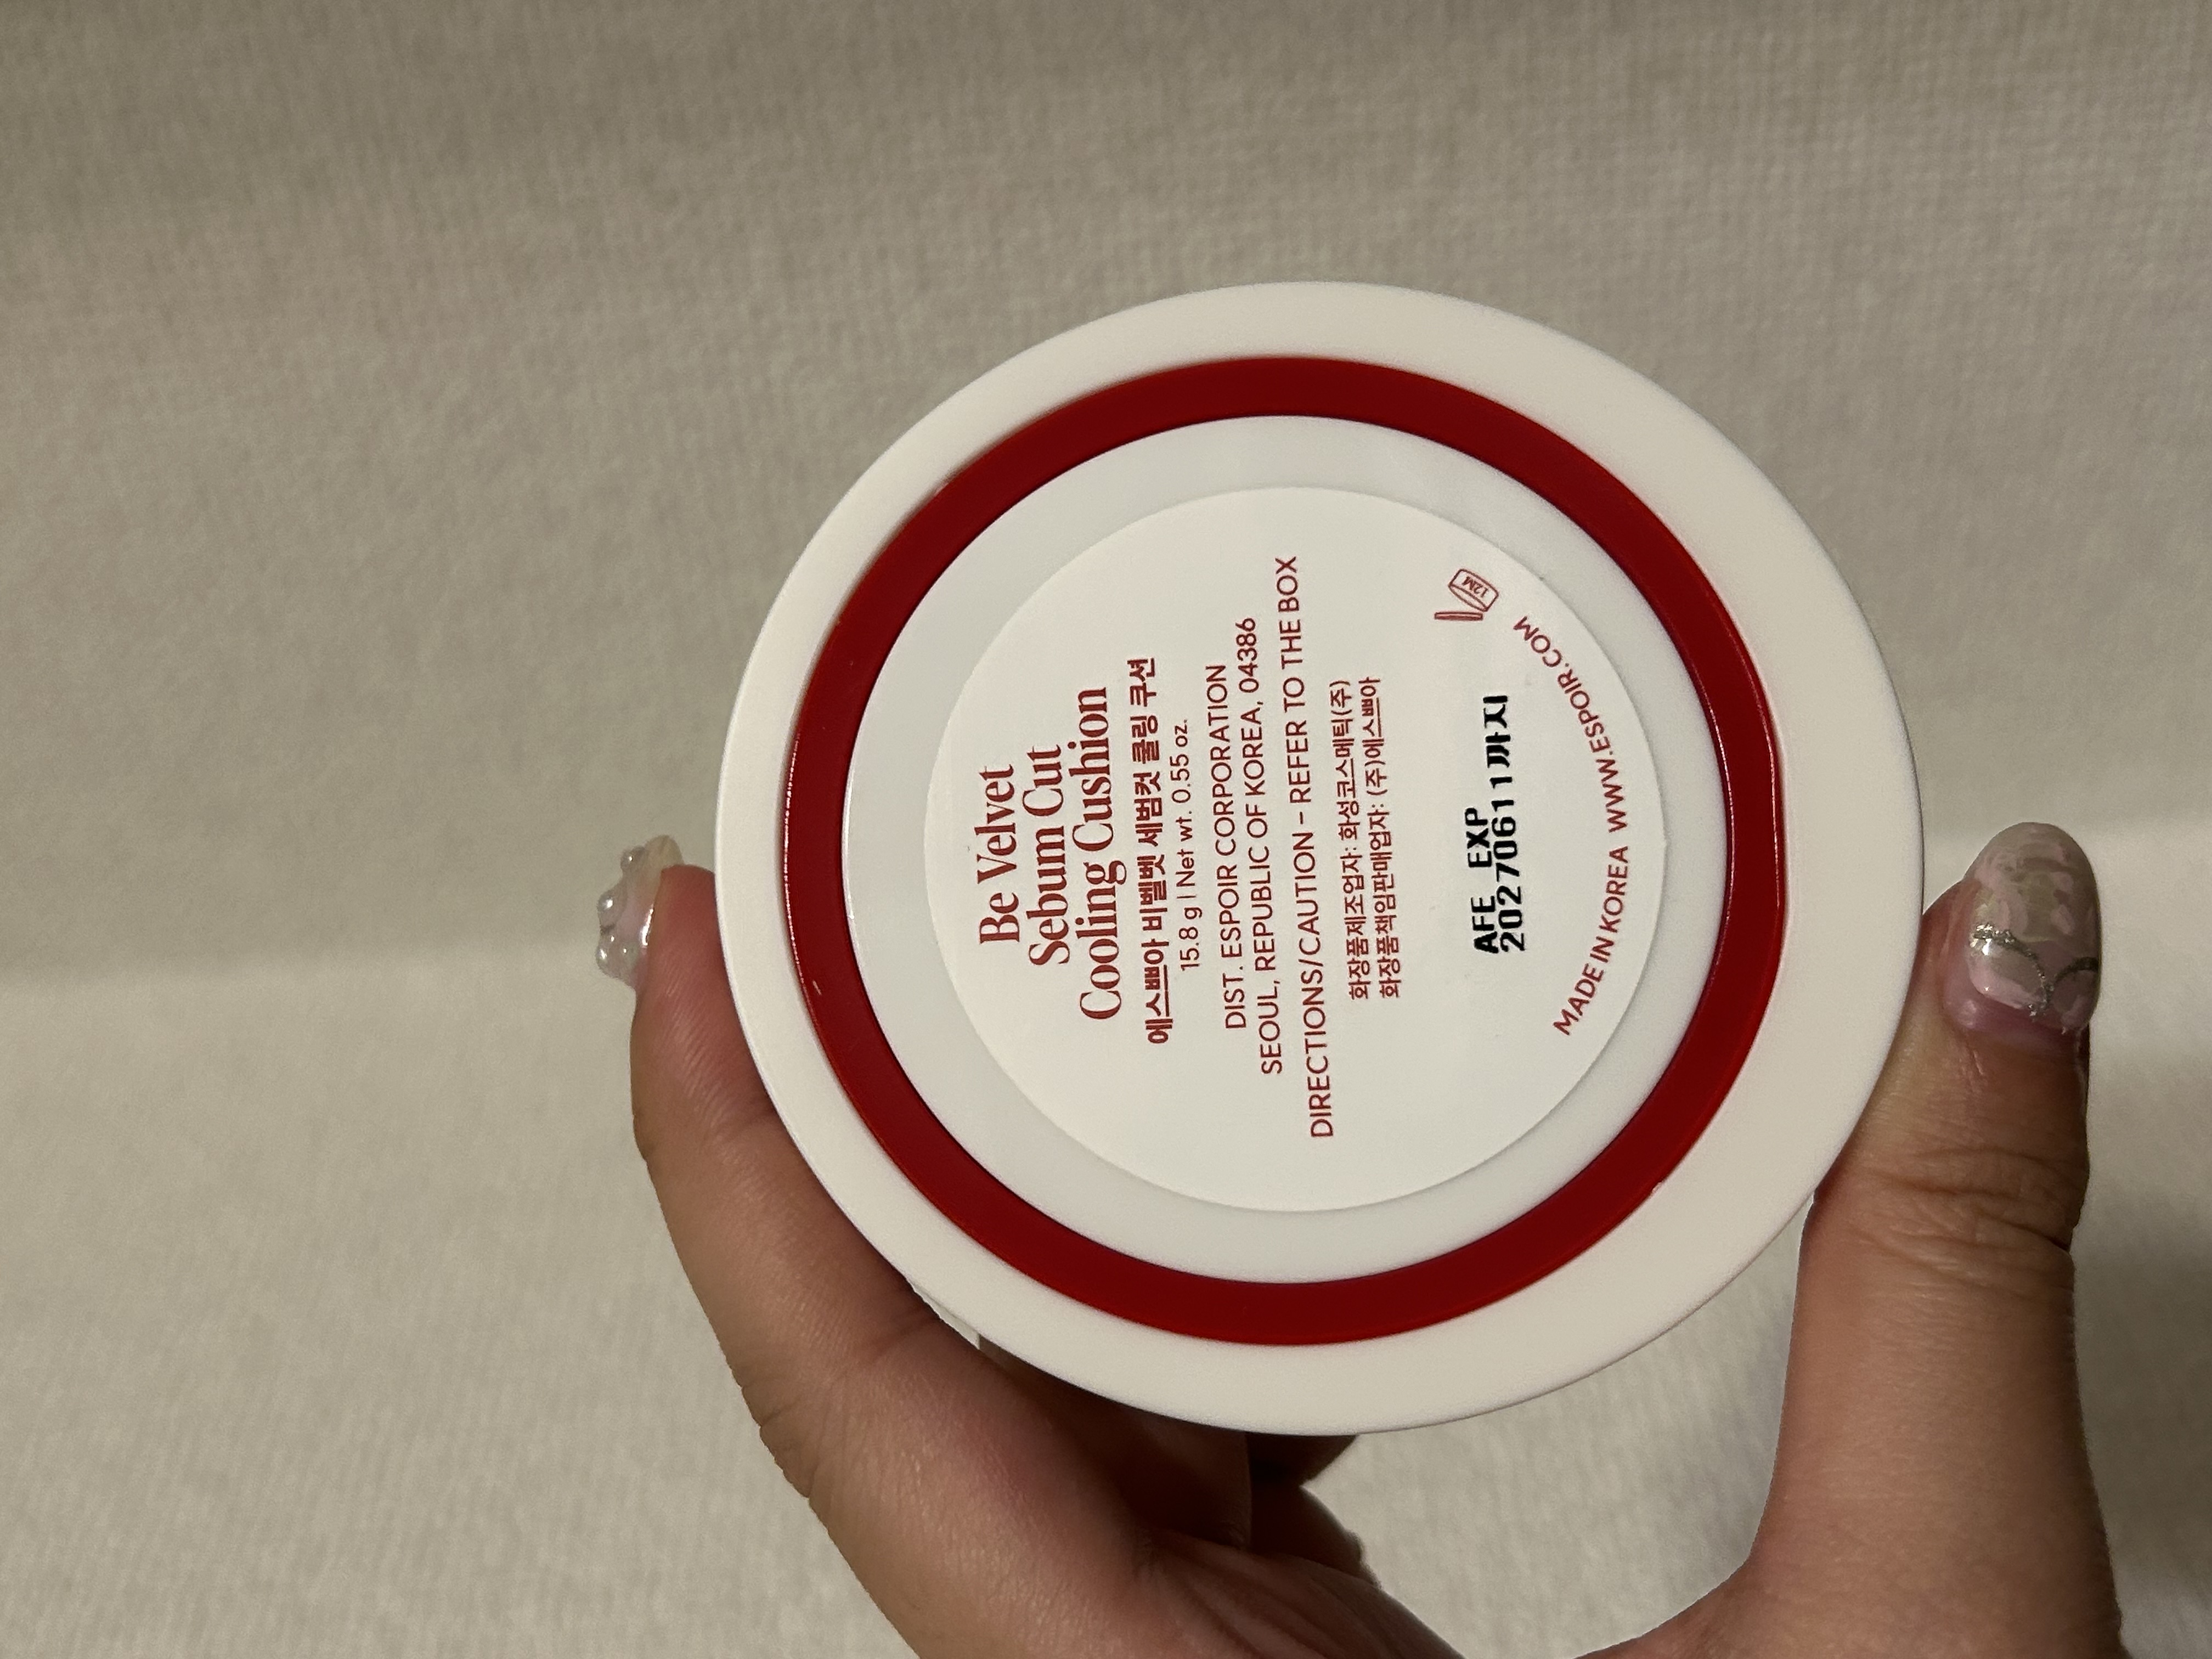 Be Velvet
Sebum Cut
Cooling Cushion
에스쁘아 비벨벳 세범컷 쿨링 쿠션
15.8 g | Net wt. 0.55 oz.
DIST. ESPOIR CORPORATION
SEOUL, REPUBLIC OF KOREA, 04386
DIRECTIONS/CAUTION - REFER TO THE BOX
화장품제조업자: 화성코스메틱(주)
화장품책임판매업자: (주)에스쁘아
12M
AFE EXP
20270611까지
MADE IN KOREA WWW.ESPOIR.COM